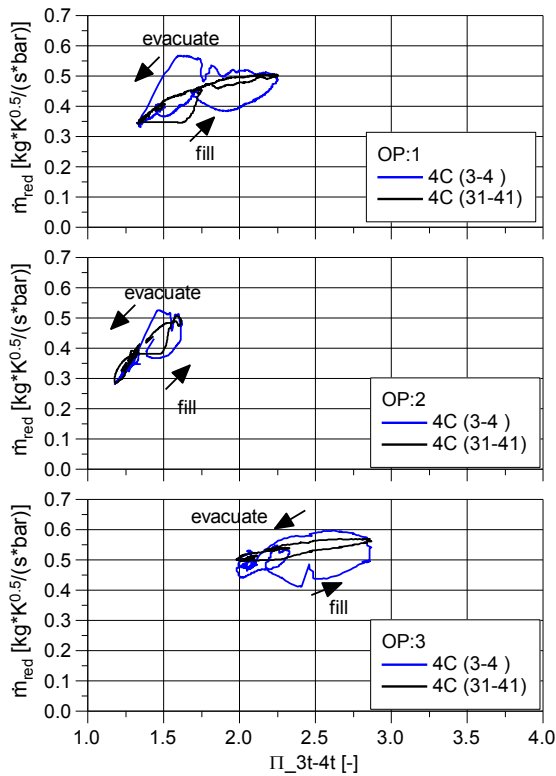 0.7
0.6
0.5
0.4
0.3
0.2
0.1
0.0
ṁred [kg*K0.5/(s*bar)]
evacuate
fill
OP:1
4C (3-4 )
4C (31-41)
0.7
0.6
0.5
0.4
0.3
0.2
0.1
0.0
ṁred [kg*K0.5/(s*bar)]
evacuate
fill
OP:2
4C (3-4 )
4C (31-41)
0.7
0.6
0.5
0.4
0.3
0.2
0.1
0.0
ṁred [kg*K0.5/(s*bar)]
evacuate
fill
OP:3
4C (3-4 )
4C (31-41)
1.0 1.5 2.0 2.5 3.0 3.5 4.0
Π_3t-4t [-]